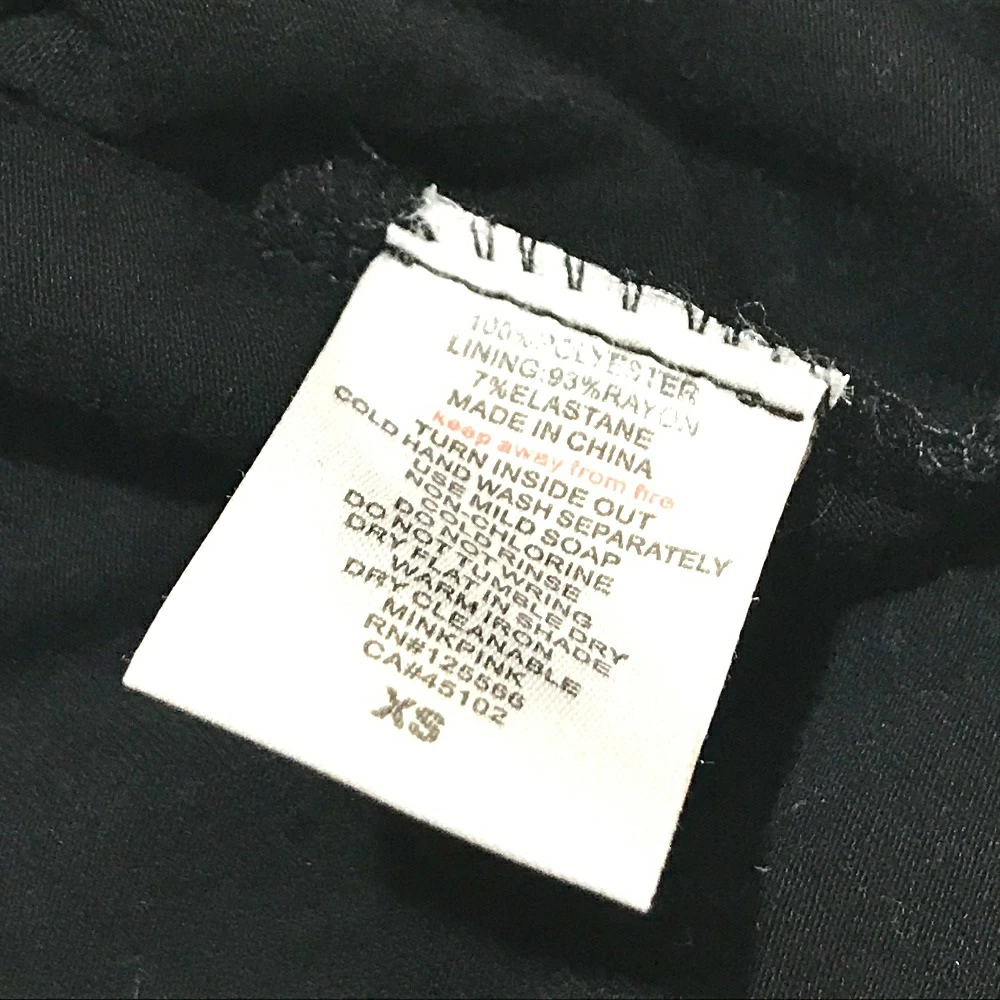 100%POLYESTER
LINING:93%RAYON
7%ELASTANE
MADE IN CHINA
keep away from fire
TURN INSIDE OUT
COLD HAND WASH SEPARATELY
USE MILD SOAP
NON-CHLORINE
COLD RINSE
DO NOT WRING
DO NOT TUMBLE DRY
DRY FLAT IN SHADE
WARM IRON
DRY CLEANABLE
MINKPINK
RN#125566
CA#45102
XS